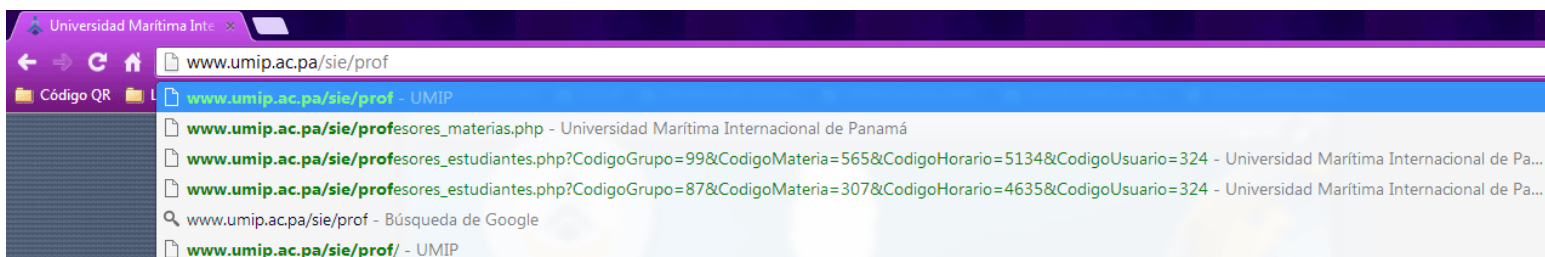 Universidad Marítima Inte
www.umip.ac.pa/sie/prof
Código QR L
www.umip.ac.pa/sie/prof - UMIP
www.umip.ac.pa/sie/profesores_materias.php - Universidad Marítima Internacional de Panamá
www.umip.ac.pa/sie/profesores_estudiantes.php?CodigoGrupo=99&CodigoMateria=565&CodigoHorario=5134&CodigoUsuario=324 - Universidad Marítima Internacional de Pa...
www.umip.ac.pa/sie/profesores_estudiantes.php?CodigoGrupo=87&CodigoMateria=307&CodigoHorario=4635&CodigoUsuario=324 - Universidad Marítima Internacional de Pa...
www.umip.ac.pa/sie/prof - Búsqueda de Google
www.umip.ac.pa/sie/prof/ - UMIP